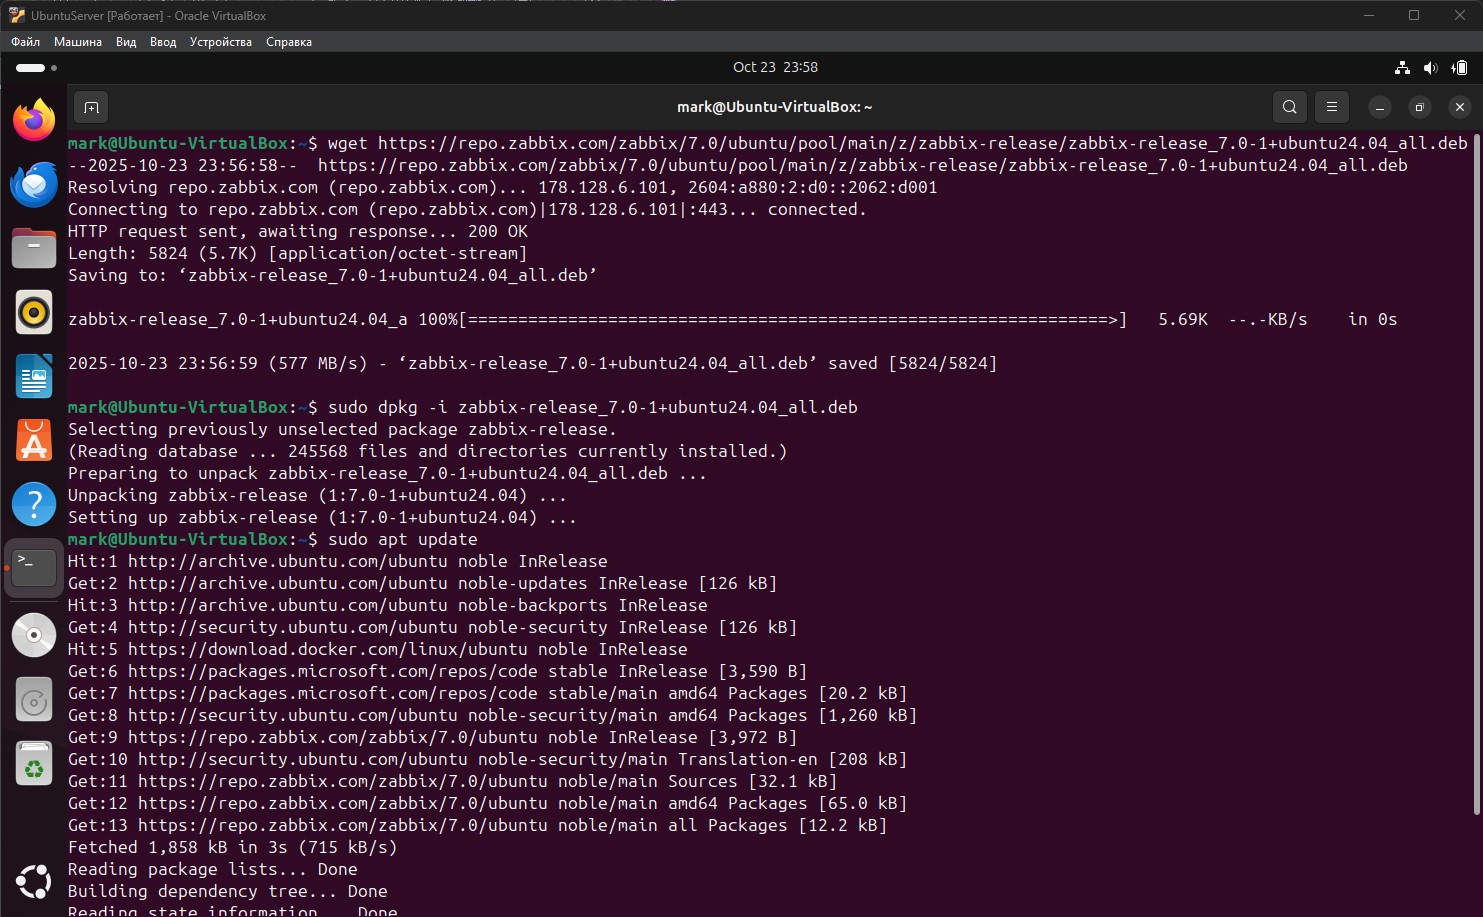 UbuntuServer [Работает] - Oracle VirtualBox
Файл Машина Вид Ввод Устройства Справка
Oct 23 23:58
mark@Ubuntu-VirtualBox: ~
mark@Ubuntu-VirtualBox:~$ wget https://repo.zabbix.com/zabbix/7.0/ubuntu/pool/main/z/zabbix-release/zabbix-release_7.0-1+ubuntu24.04_all.deb
--2025-10-23 23:56:58--  https://repo.zabbix.com/zabbix/7.0/ubuntu/pool/main/z/zabbix-release/zabbix-release_7.0-1+ubuntu24.04_all.deb
Resolving repo.zabbix.com (repo.zabbix.com)... 178.128.6.101, 2604:a880:2:d0::2062:d001
Connecting to repo.zabbix.com (repo.zabbix.com)|178.128.6.101|:443... connected.
HTTP request sent, awaiting response... 200 OK
Length: 5824 (5.7K) [application/octet-stream]
Saving to: ‘zabbix-release_7.0-1+ubuntu24.04_all.deb’
zabbix-release_7.0-1+ubuntu24.04_a 100%[================================================================>]   5.69K  --.-KB/s    in 0s
2025-10-23 23:56:59 (577 MB/s) - ‘zabbix-release_7.0-1+ubuntu24.04_all.deb’ saved [5824/5824]
mark@Ubuntu-VirtualBox:~$ sudo dpkg -i zabbix-release_7.0-1+ubuntu24.04_all.deb
Selecting previously unselected package zabbix-release.
(Reading database ... 245568 files and directories currently installed.)
Preparing to unpack zabbix-release_7.0-1+ubuntu24.04_all.deb ...
Unpacking zabbix-release (1:7.0-1+ubuntu24.04) ...
Setting up zabbix-release (1:7.0-1+ubuntu24.04) ...
mark@Ubuntu-VirtualBox:~$ sudo apt update
Hit:1 http://archive.ubuntu.com/ubuntu noble InRelease
Get:2 http://archive.ubuntu.com/ubuntu noble-updates InRelease [126 kB]
Hit:3 http://archive.ubuntu.com/ubuntu noble-backports InRelease
Get:4 http://security.ubuntu.com/ubuntu noble-security InRelease [126 kB]
Hit:5 https://download.docker.com/linux/ubuntu noble InRelease
Get:6 https://packages.microsoft.com/repos/code stable InRelease [3,590 B]
Get:7 https://packages.microsoft.com/repos/code stable/main amd64 Packages [20.2 kB]
Get:8 http://security.ubuntu.com/ubuntu noble-security/main amd64 Packages [1,260 kB]
Get:9 https://repo.zabbix.com/zabbix/7.0/ubuntu noble InRelease [3,972 B]
Get:10 http://security.ubuntu.com/ubuntu noble-security/main Translation-en [208 kB]
Get:11 https://repo.zabbix.com/zabbix/7.0/ubuntu noble/main Sources [32.1 kB]
Get:12 https://repo.zabbix.com/zabbix/7.0/ubuntu noble/main amd64 Packages [65.0 kB]
Get:13 https://repo.zabbix.com/zabbix/7.0/ubuntu noble/main all Packages [12.2 kB]
Fetched 1,858 kB in 3s (715 kB/s)
Reading package lists... Done
Building dependency tree... Done
Reading state information... Done